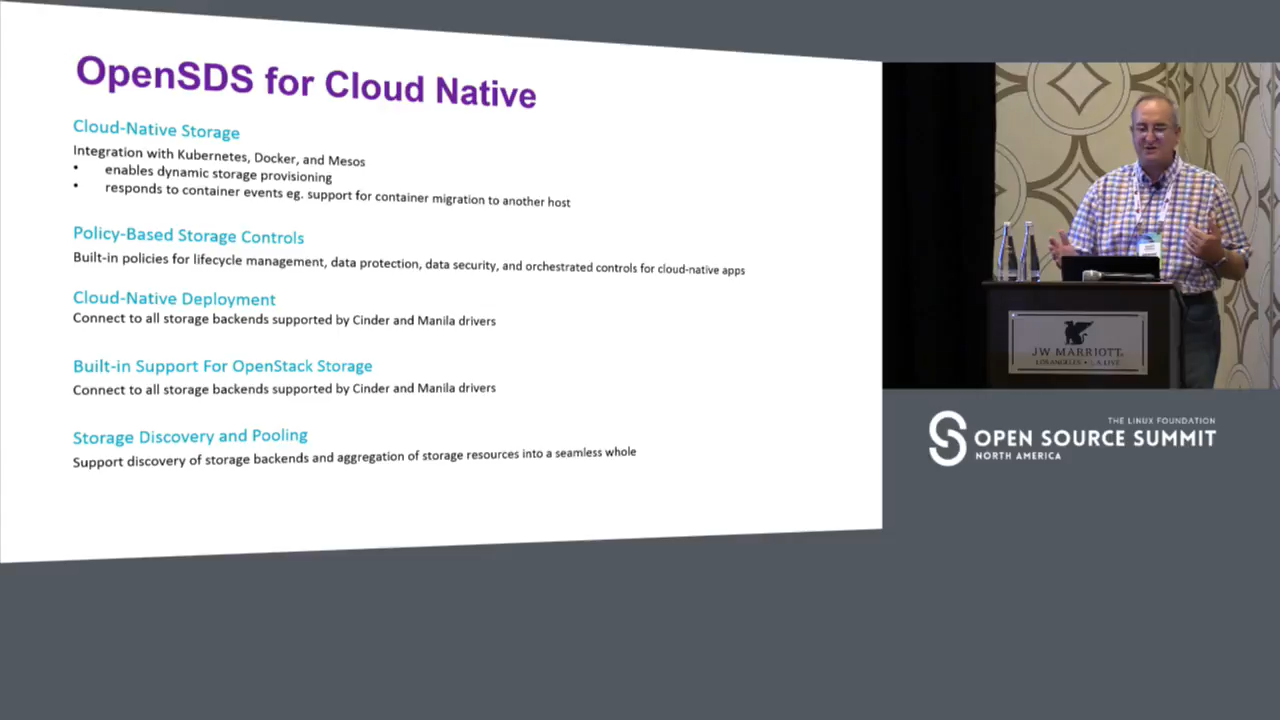 OpenSDS for Cloud Native
Cloud-Native Storage
Integration with Kubernetes, Docker, and Mesos
• enables dynamic storage provisioning
• responds to container events eg. support for container migration to another host
Policy-Based Storage Controls
Built-in policies for lifecycle management, data protection, data security, and orchestrated controls for cloud-native apps
Cloud-Native Deployment
Connect to all storage backends supported by Cinder and Manila drivers
Built-in Support For OpenStack Storage
Connect to all storage backends supported by Cinder and Manila drivers
Storage Discovery and Pooling
Support discovery of storage backends and aggregation of storage resources into a seamless whole
JW MARRIOTT
LOS ANGELES • L.A. LIVE
THE LINUX FOUNDATION
OPEN SOURCE SUMMIT
NORTH AMERICA